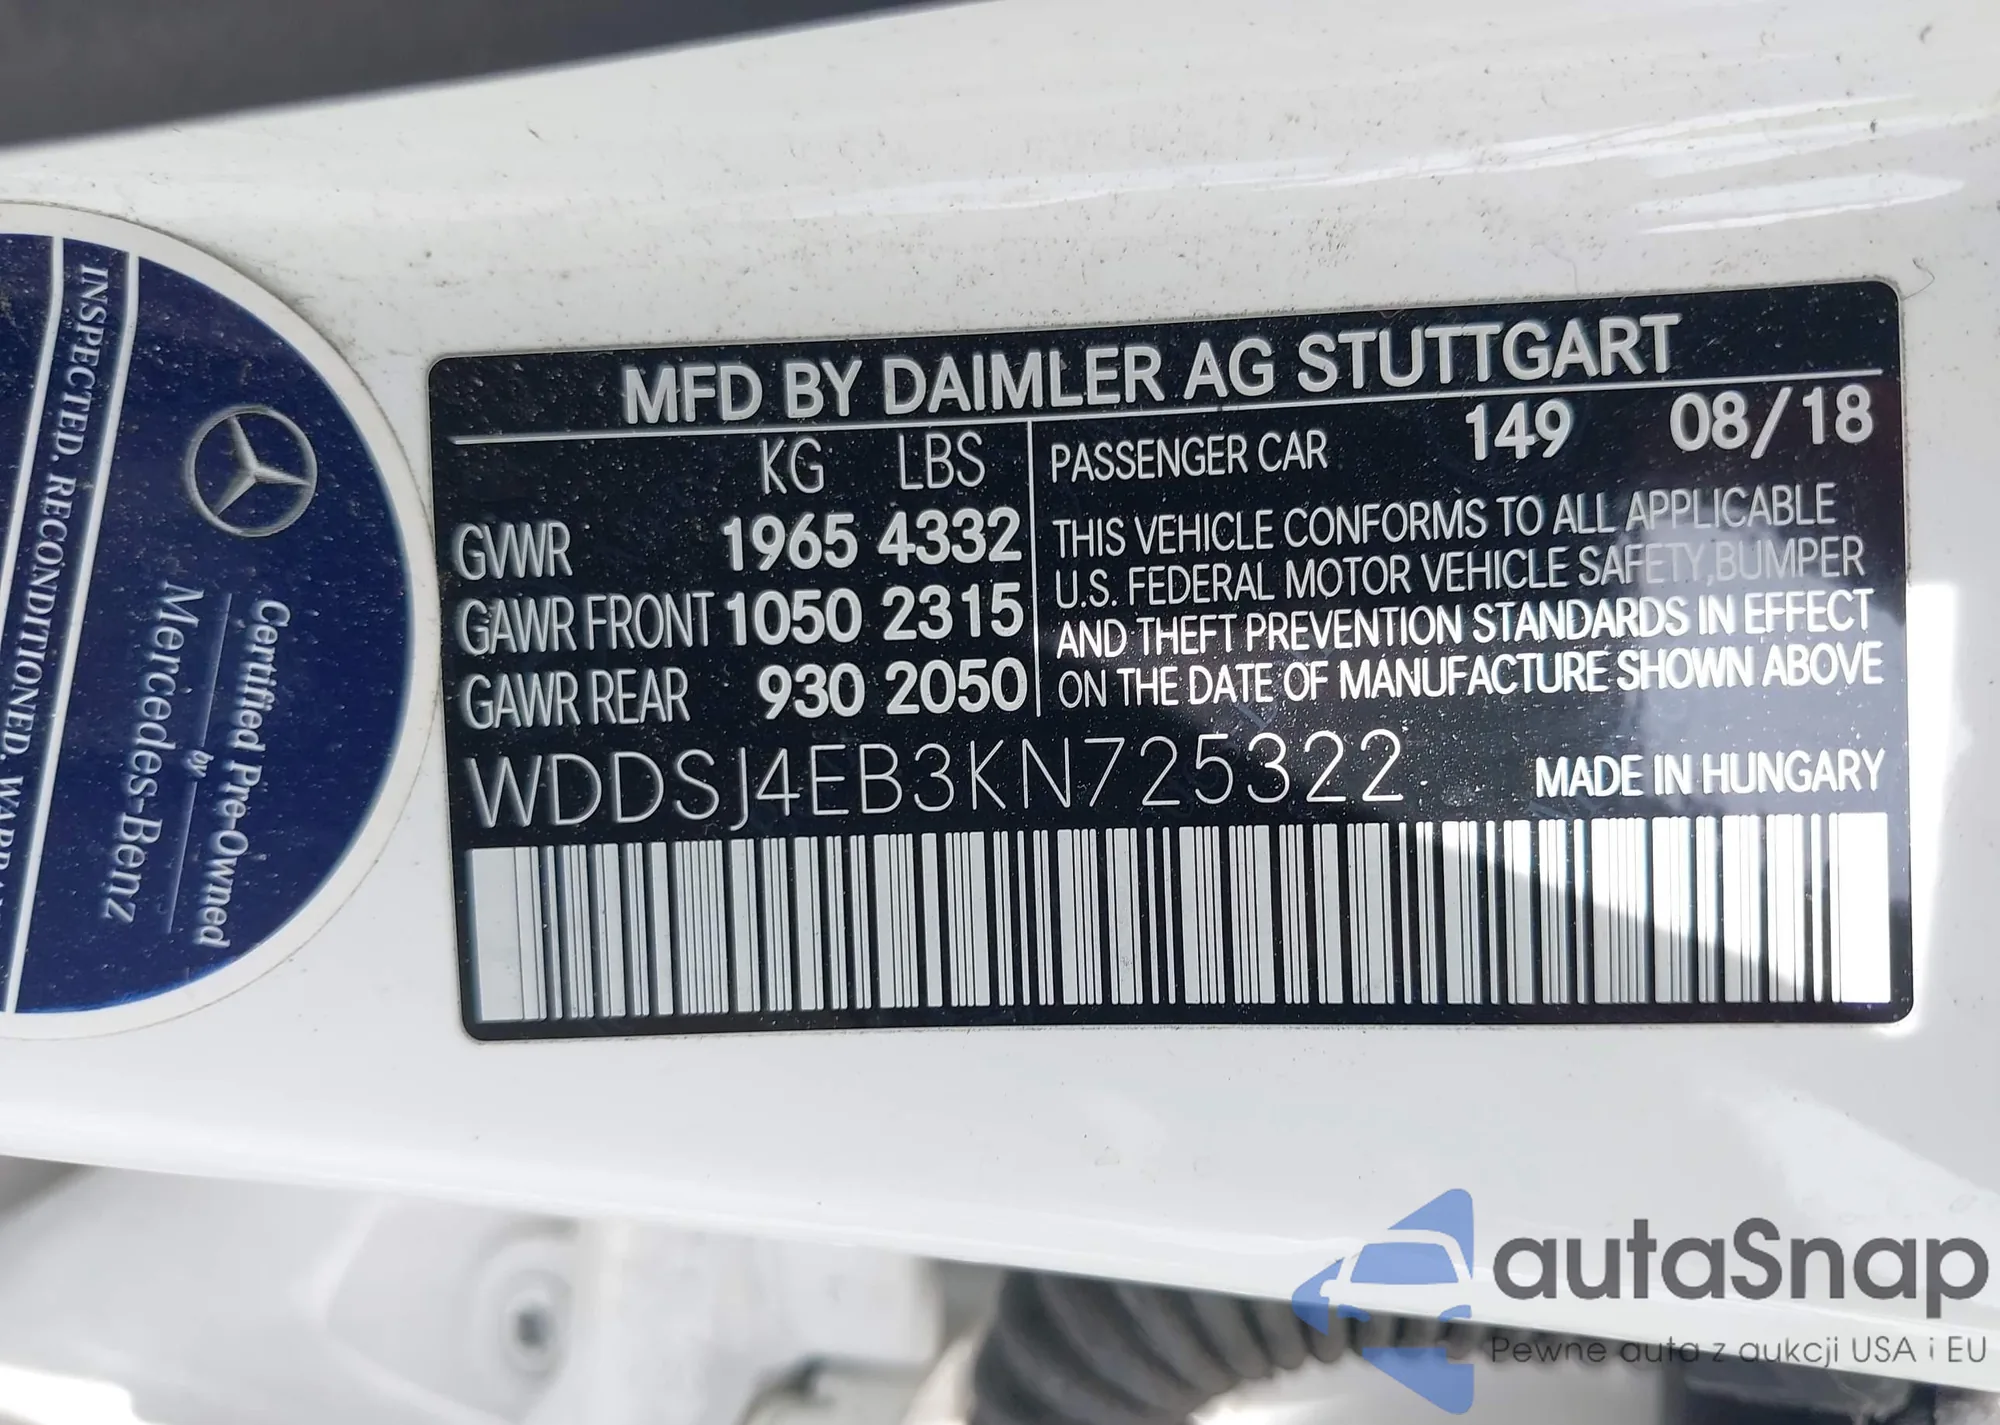 INSPECTED. RECONDITIONED.
Certified Pre-Owned
by
Mercedes-Benz
MFD BY DAIMLER AG STUTTGART
KG LBS
GVWR 1965 4332
GAWR FRONT 1050 2315
GAWR REAR 930 2050
PASSENGER CAR 149 08/18
THIS VEHICLE CONFORMS TO ALL APPLICABLE
U.S. FEDERAL MOTOR VEHICLE SAFETY,BUMPER
AND THEFT PREVENTION STANDARDS IN EFFECT
ON THE DATE OF MANUFACTURE SHOWN ABOVE
WDDSJ4EB3KN725322 MADE IN HUNGARY
autaSnap
Pewne auta z aukcji USA i EU